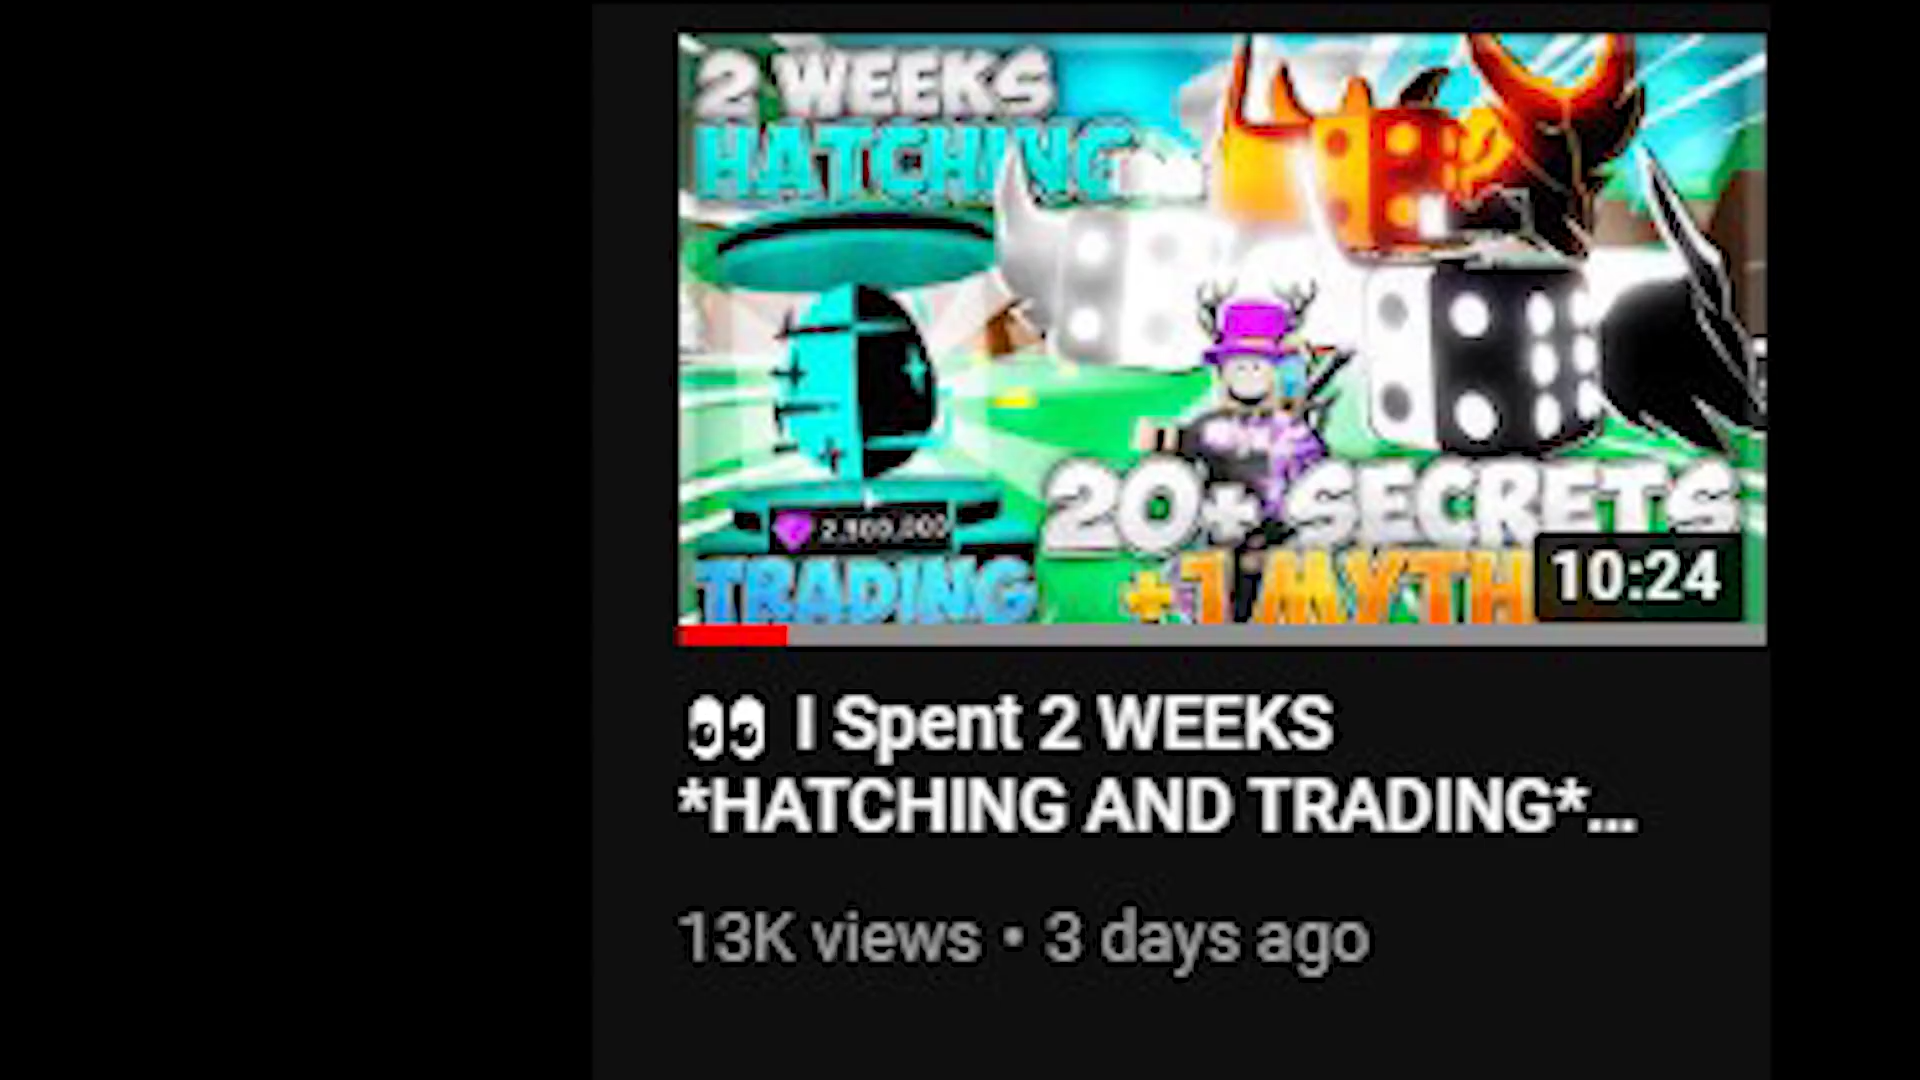 2 WEEKS
HATCHING
TRADING
20+ SECRETS
+1 MYTH
10:24
👀 I Spent 2 WEEKS
*HATCHING AND TRADING*...
13K views • 3 days ago